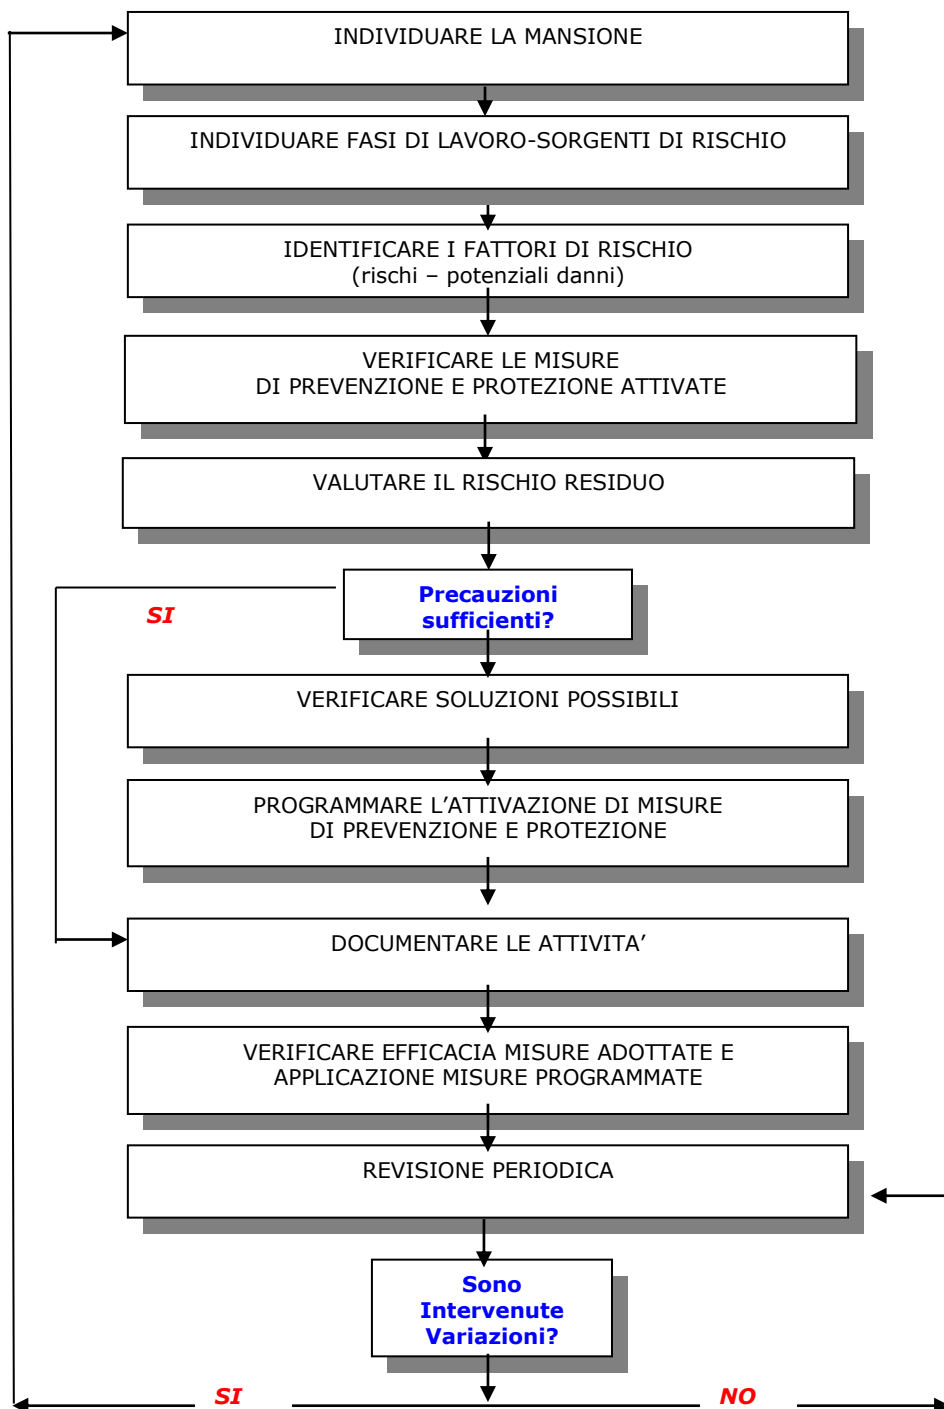 INDIVIDUARE LA MANSIONE
INDIVIDUARE FASI DI LAVORO-SORGENTI DI RISCHIO
IDENTIFICARE I FATTORI DI RISCHIO
(rischi – potenziali danni)
VERIFICARE LE MISURE
DI PREVENZIONE E PROTEZIONE ATTIVATE
VALUTARE IL RISCHIO RESIDUO
Precauzioni
sufficienti?
SI
VERIFICARE SOLUZIONI POSSIBILI
PROGRAMMARE L’ATTIVAZIONE DI MISURE
DI PREVENZIONE E PROTEZIONE
DOCUMENTARE LE ATTIVITA’
VERIFICARE EFFICACIA MISURE ADOTTATE E
APPLICAZIONE MISURE PROGRAMMATE
REVISIONE PERIODICA
Sono
Intervenute
Variazioni?
SI
NO